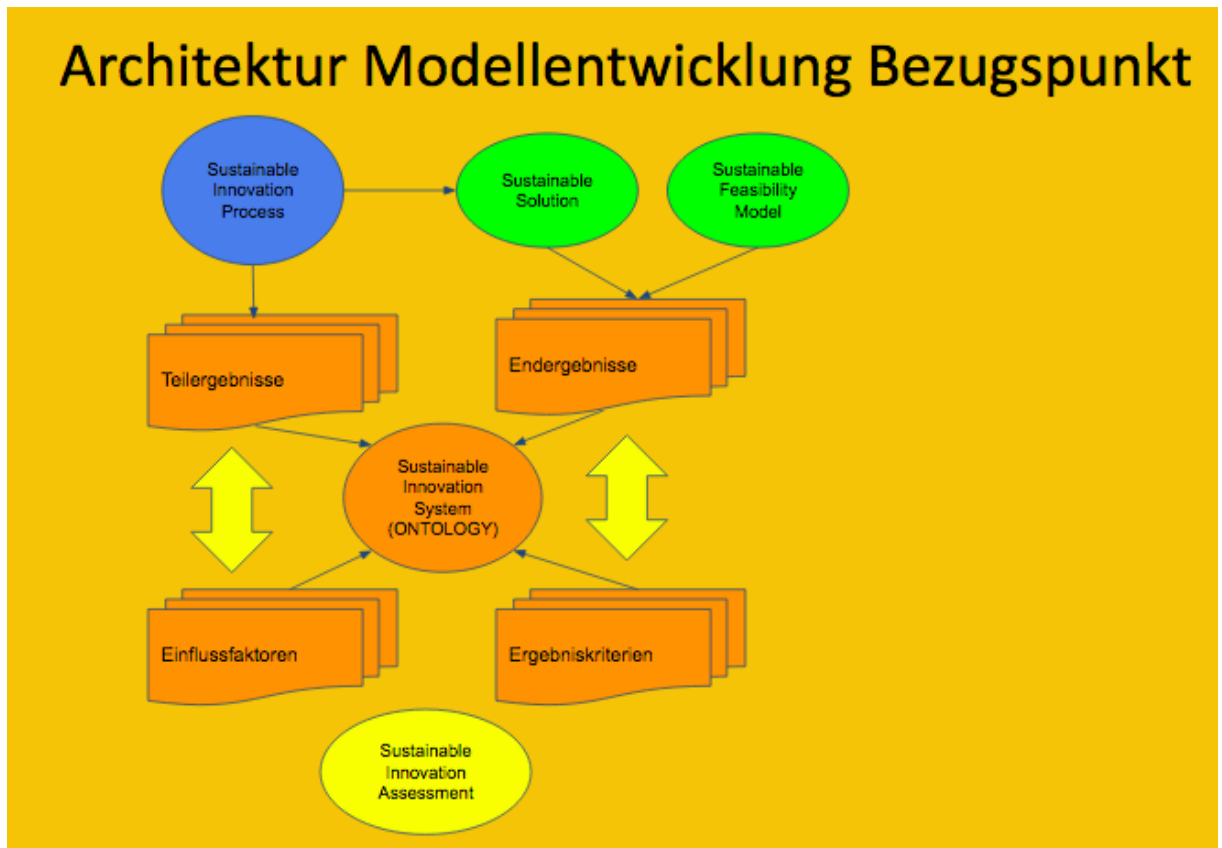 Architektur Modellentwicklung Bezugspunkt
Sustainable
Innovation
Process
Sustainable
Solution
Sustainable
Feasibility
Model
Teilergebnisse
Endergebnisse
Sustainable
Innovation
System
(ONTOLOGY)
Einflussfaktoren
Ergebniskriterien
Sustainable
Innovation
Assessment